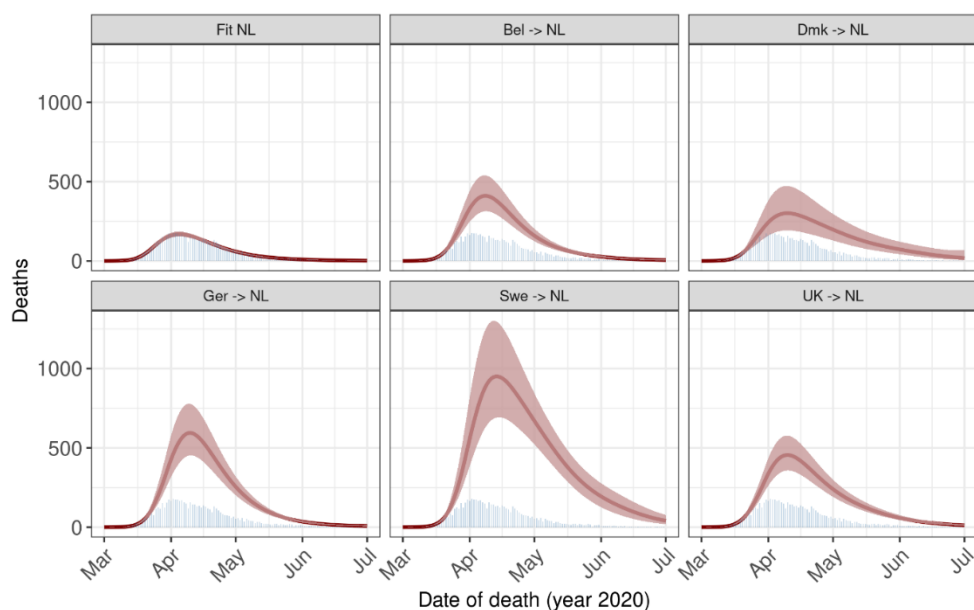 Fit NL
Bel -> NL
Dmk -> NL
1000
500
0
Ger -> NL
Swe -> NL
UK -> NL
1000
500
0
Deaths
Mar Apr May Jun Jul
Mar Apr May Jun Jul
Mar Apr May Jun Jul
Date of death (year 2020)